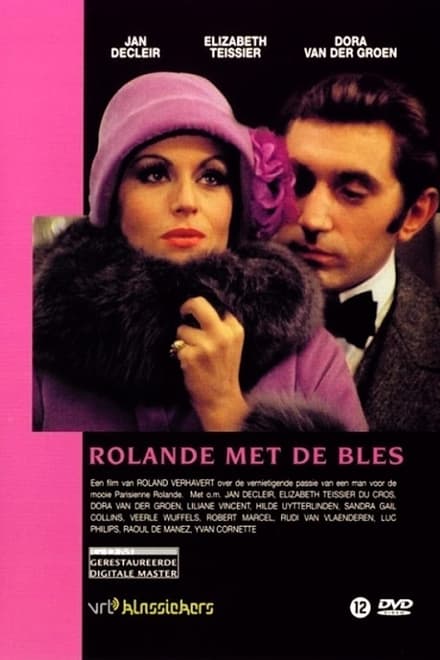 JAN DECLEIR
ELIZABETH TEISSIER
DORA VAN DER GROEN
ROLANDE MET DE BLES
Een film van ROLAND VERHAVERT over de vernietigende passie van een man voor de
mooie Parisienne Rolande. Met o.m. JAN DECLEIR, ELIZABETH TEISSIER DU CROS,
DORA VAN DER GROEN, LILIANE VINCENT, HILDE UYTTERLINDEN, SANDRA GAIL
COLLINS, VEERLE WIJFFELS, ROBERT MARCEL, RUDI VAN VLAENDEREN, LUC
PHILIPS, RAOUL DE MANEZ, YVAN CORNETTE
GERESTAUREERDE
DIGITALE MASTER
vrt klassiekers
12 DVD